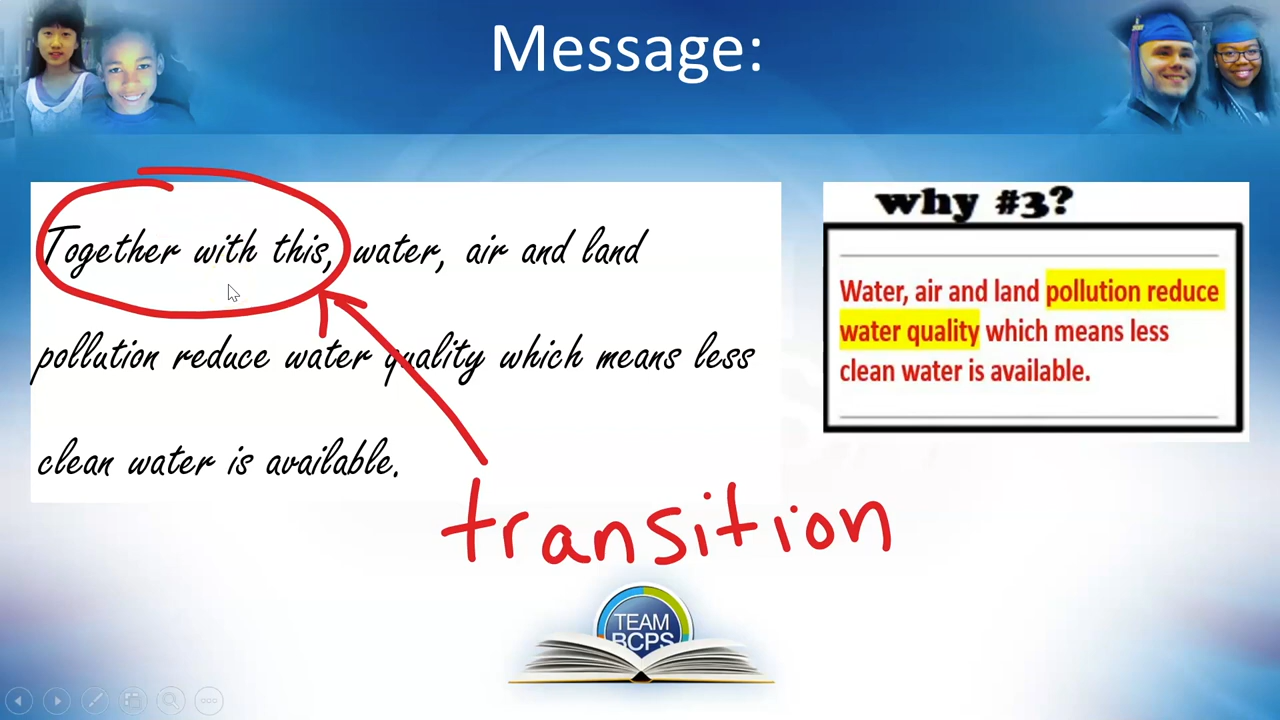 Message:
Together with this, water, air and land
pollution reduce water quality which means less
clean water is available.
why #3?
Water, air and land pollution reduce
water quality which means less
clean water is available.
transition
TEAM
BCPS